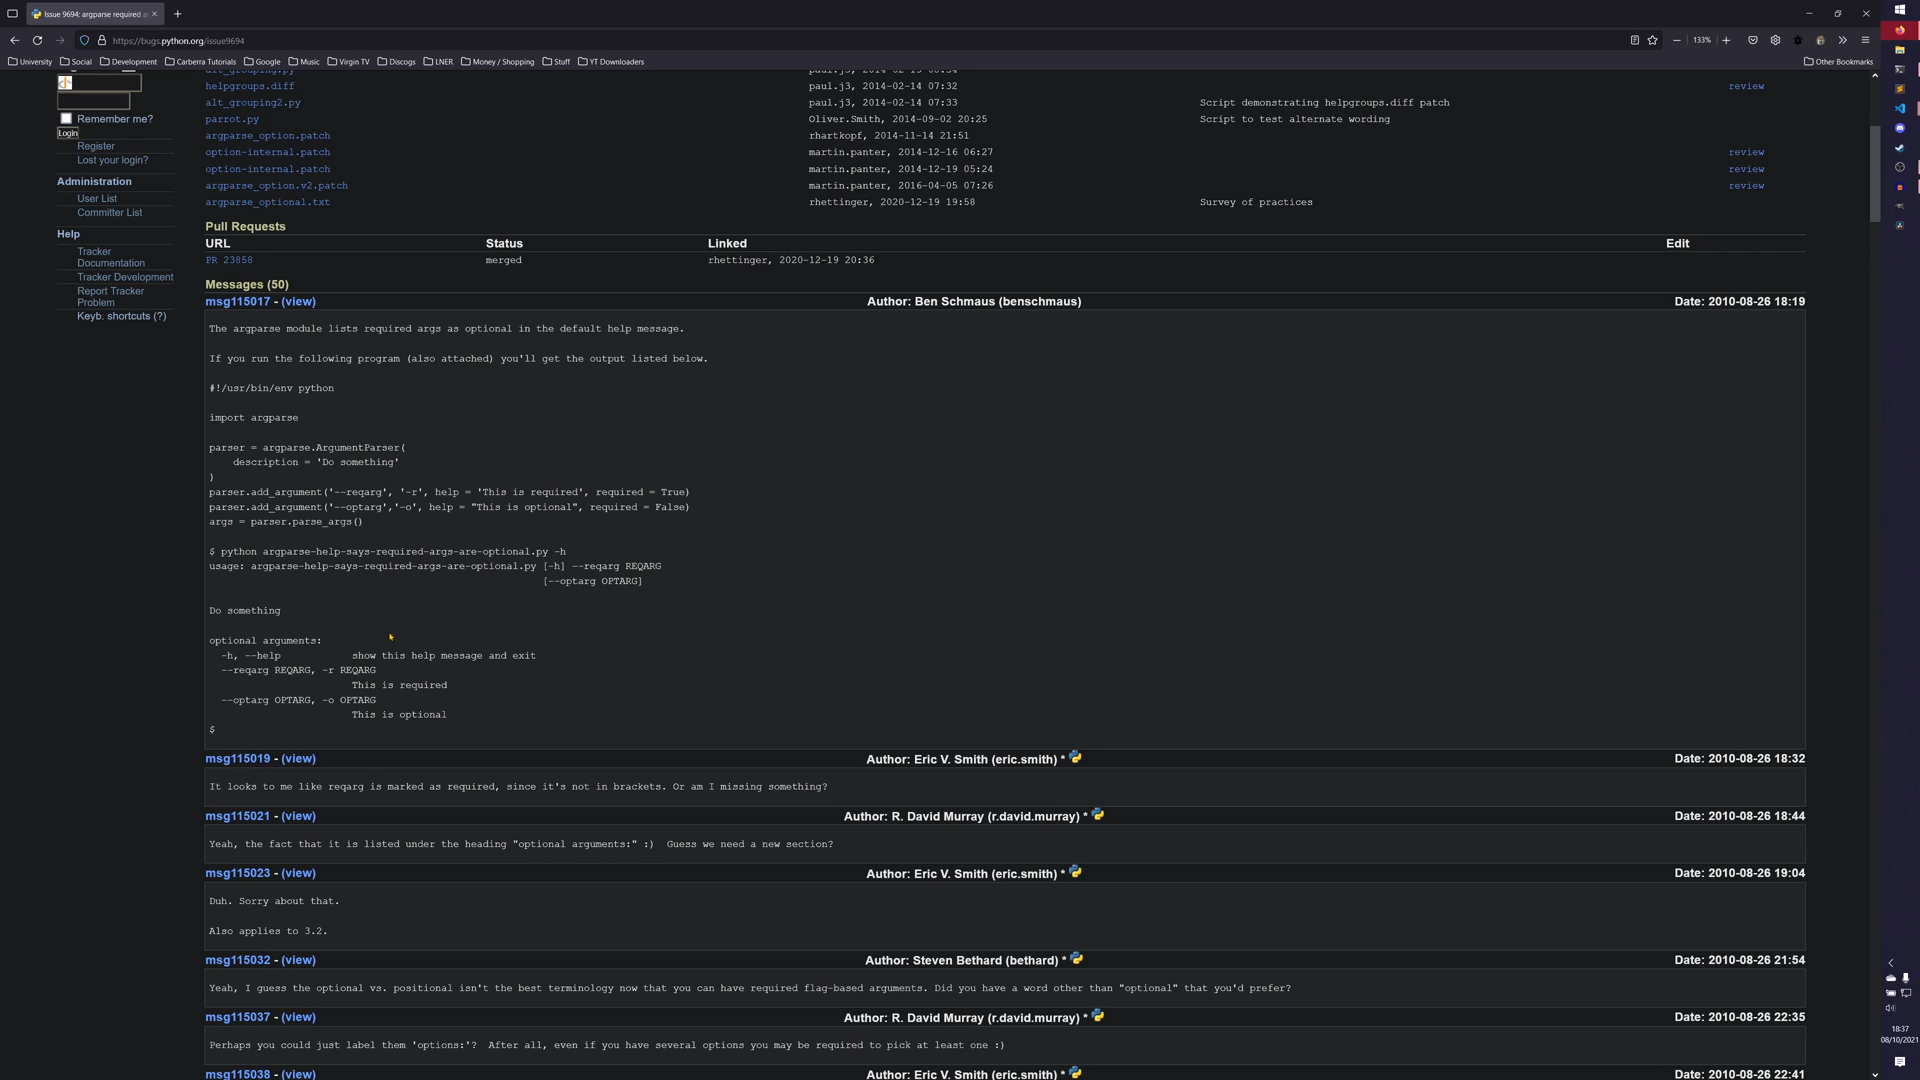 Issue 9694: argparse required a
https://bugs.python.org/issue9694
133%
University
Social
Development
Carberra Tutorials
Google
Music
Virgin TV
Discogs
LNER
Money / Shopping
Stuff
YT Downloaders
Other Bookmarks
Remember me?
Login
Register
Lost your login?
Administration
User List
Committer List
Help
Tracker
Documentation
Tracker Development
Report Tracker
Problem
Keyb. shortcuts (?)
helpgroups.diff paul.j3, 2014-02-14 07:32 review
alt_grouping2.py paul.j3, 2014-02-14 07:33 Script demonstrating helpgroups.diff patch
parrot.py Oliver.Smith, 2014-09-02 20:25 Script to test alternate wording
argparse_option.patch rhartkopf, 2014-11-14 21:51
option-internal.patch martin.panter, 2014-12-16 06:27 review
option-internal.patch martin.panter, 2014-12-19 05:24 review
argparse_option.v2.patch martin.panter, 2016-04-05 07:26 review
argparse_optional.txt rhettinger, 2020-12-19 19:58 Survey of practices
Pull Requests
URL Status Linked Edit
PR 23858 merged rhettinger, 2020-12-19 20:36
Messages (50)
msg115017 - (view) Author: Ben Schmaus (benschmaus) Date: 2010-08-26 18:19
The argparse module lists required args as optional in the default help message.
If you run the following program (also attached) you'll get the output listed below.
#!/usr/bin/env python
import argparse
parser = argparse.ArgumentParser(
description = 'Do something'
)
parser.add_argument('--reqarg', '-r', help = 'This is required', required = True)
parser.add_argument('--optarg','-o', help = "This is optional", required = False)
args = parser.parse_args()
$ python argparse-help-says-required-args-are-optional.py -h
usage: argparse-help-says-required-args-are-optional.py [-h] --reqarg REQARG
[--optarg OPTARG]
Do something
optional arguments:
-h, --help show this help message and exit
--reqarg REQARG, -r REQARG
This is required
--optarg OPTARG, -o OPTARG
This is optional
$
msg115019 - (view) Author: Eric V. Smith (eric.smith) * Date: 2010-08-26 18:32
It looks to me like reqarg is marked as required, since it's not in brackets. Or am I missing something?
msg115021 - (view) Author: R. David Murray (r.david.murray) * Date: 2010-08-26 18:44
Yeah, the fact that it is listed under the heading "optional arguments:" :) Guess we need a new section?
msg115023 - (view) Author: Eric V. Smith (eric.smith) * Date: 2010-08-26 19:04
Duh. Sorry about that.
Also applies to 3.2.
msg115032 - (view) Author: Steven Bethard (bethard) * Date: 2010-08-26 21:54
Yeah, I guess the optional vs. positional isn't the best terminology now that you can have required flag-based arguments. Did you have a word other than "optional" that you'd prefer?
msg115037 - (view) Author: R. David Murray (r.david.murray) * Date: 2010-08-26 22:35
Perhaps you could just label them 'options:'? After all, even if you have several options you may be required to pick at least one :)
msg115038 - (view) Author: Eric V. Smith (eric.smith) * Date: 2010-08-26 22:41
18:37
08/10/2021